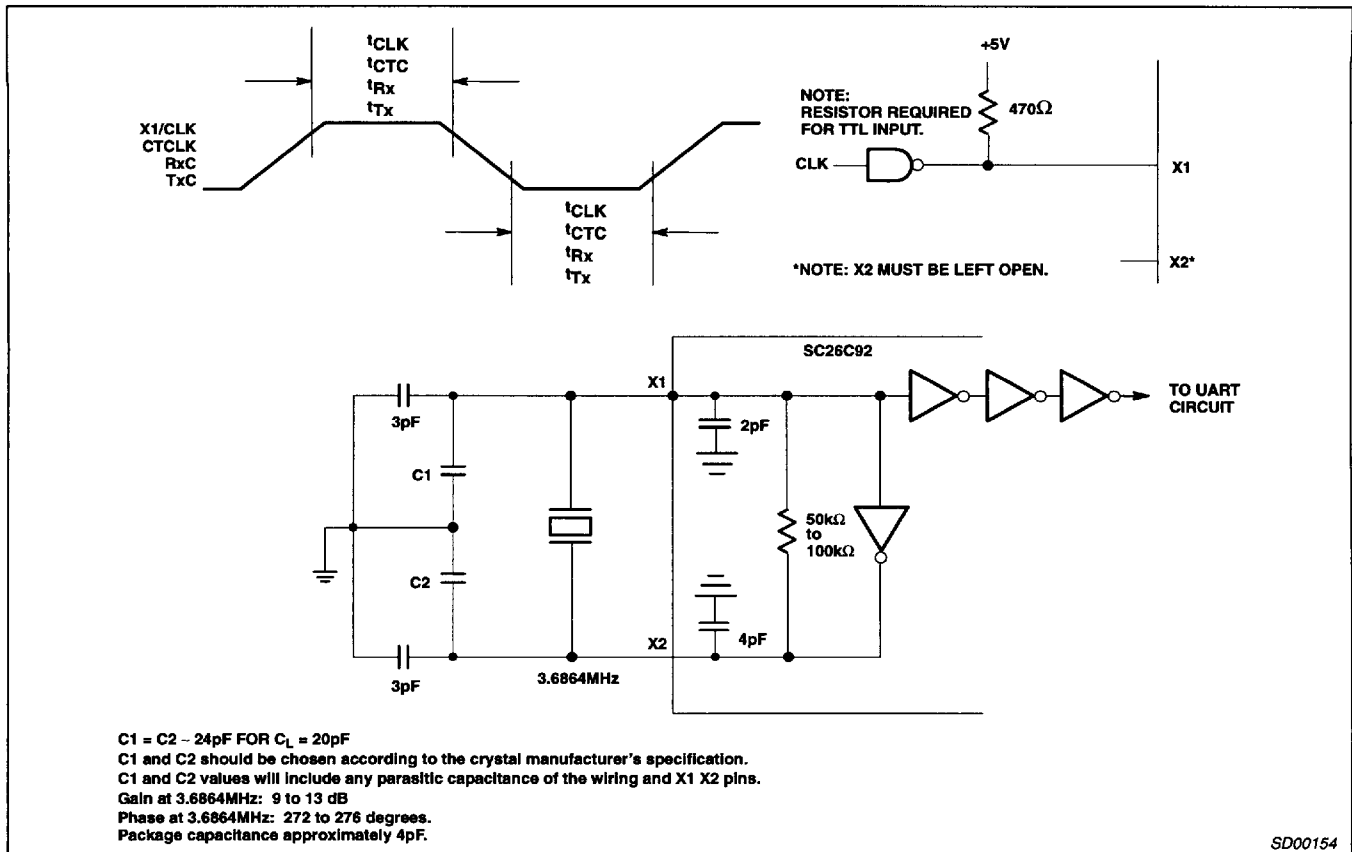 tCLK
tCTC
tRx
tTx
X1/CLK
CTCLK
RxC
TxC
tCLK
tCTC
tRx
tTx
+5V
NOTE:
RESISTOR REQUIRED
FOR TTL INPUT.
470Ω
CLK
X1
*NOTE: X2 MUST BE LEFT OPEN.
X2*
SC26C92
X1
3pF
2pF
TO UART
CIRCUIT
C1
50kΩ
to
100kΩ
C2
4pF
X2
3pF
3.6864MHz
C1 = C2 ~ 24pF FOR CL = 20pF
C1 and C2 should be chosen according to the crystal manufacturer's specification.
C1 and C2 values will include any parasitic capacitance of the wiring and X1 X2 pins.
Gain at 3.6864MHz: 9 to 13 dB
Phase at 3.6864MHz: 272 to 276 degrees.
Package capacitance approximately 4pF.
SD00154